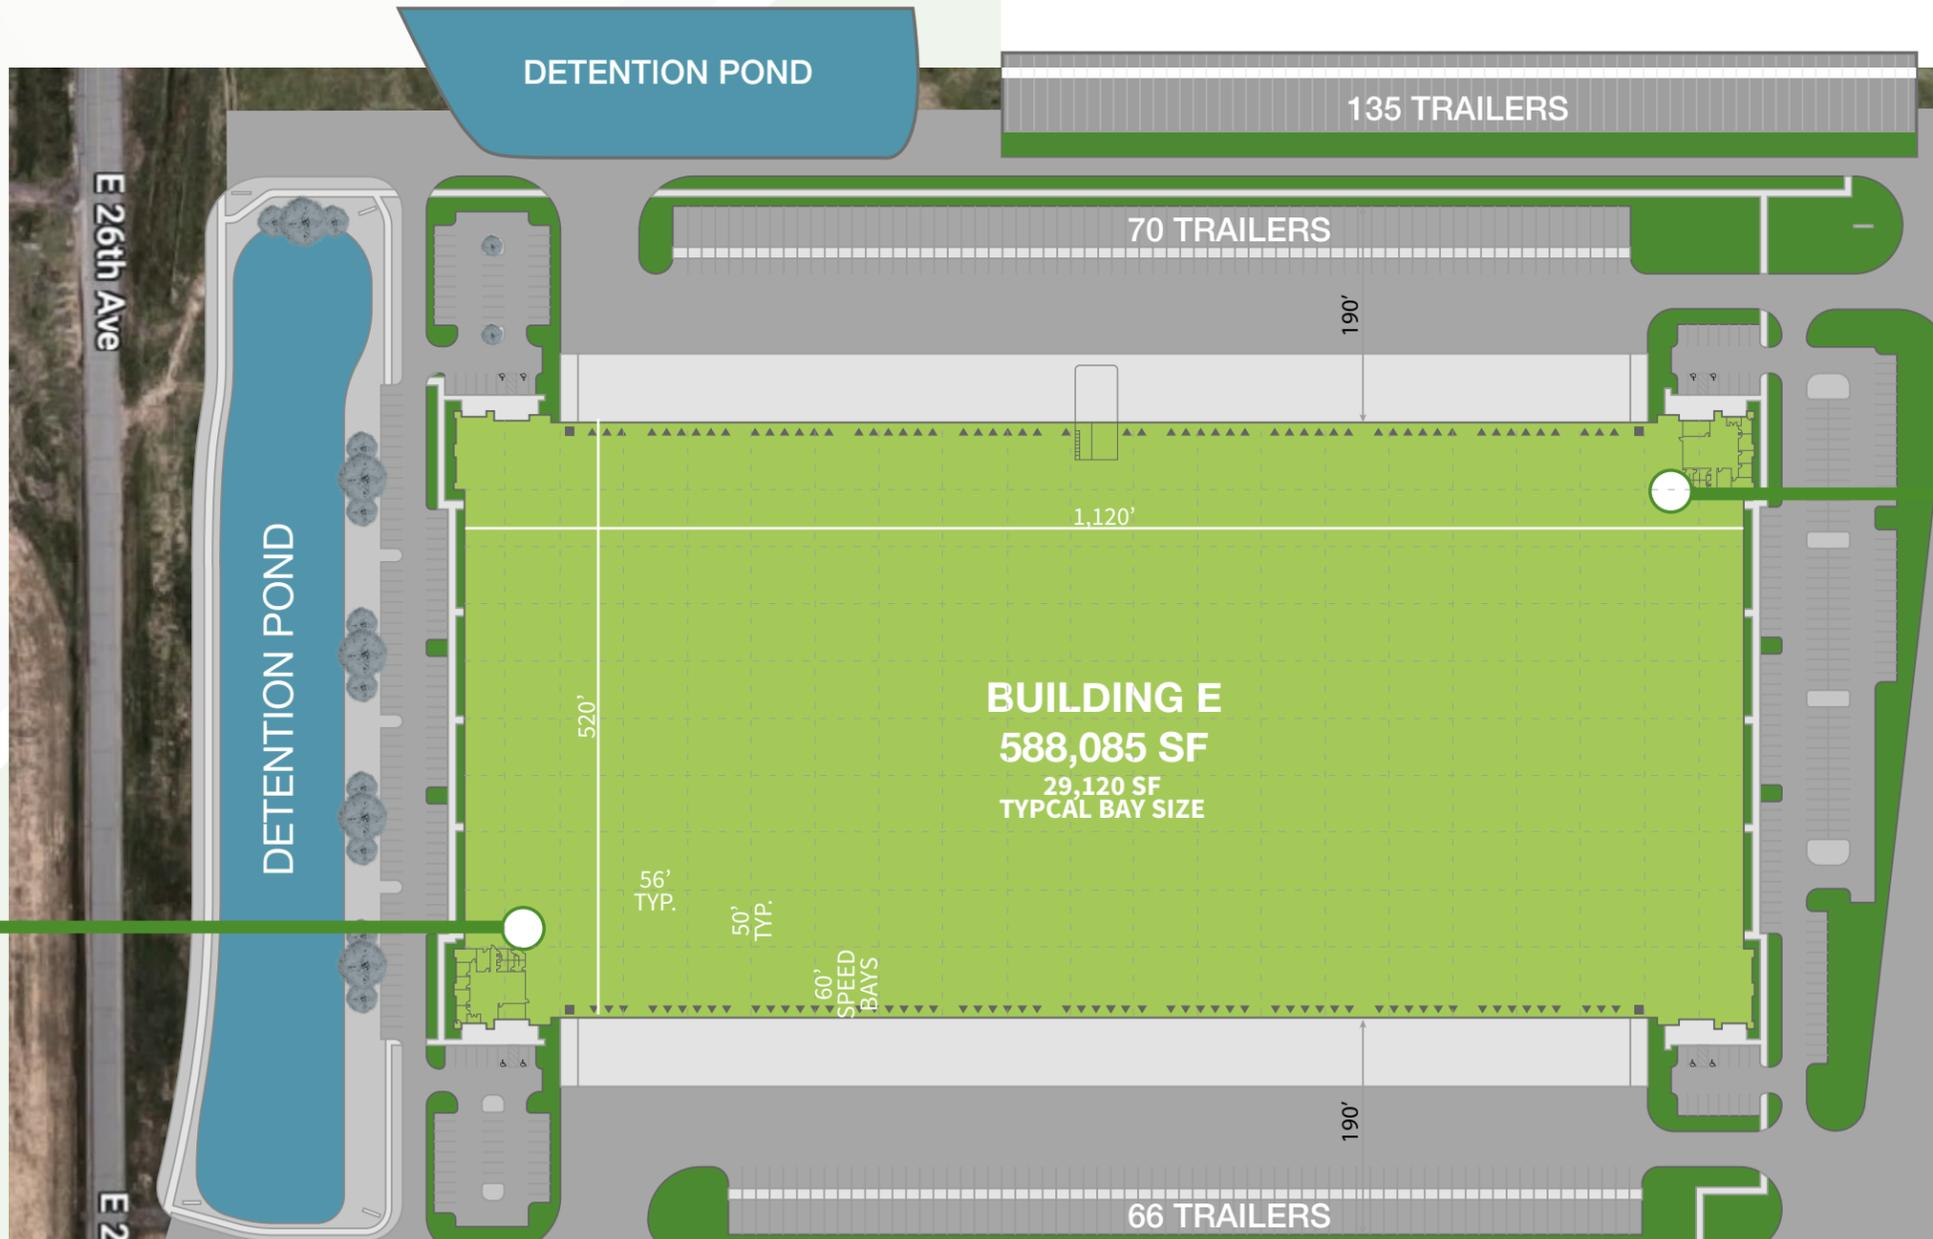 DETENTION POND
135 TRAILERS
E 26th Ave
70 TRAILERS
190’
1,120’
520’
DETENTION POND
BUILDING E
588,085 SF
29,120 SF
TYPCAL BAY SIZE
56’
TYP.
50’
TYP.
60’
SPEED
BAYS
190’
E 2
66 TRAILERS